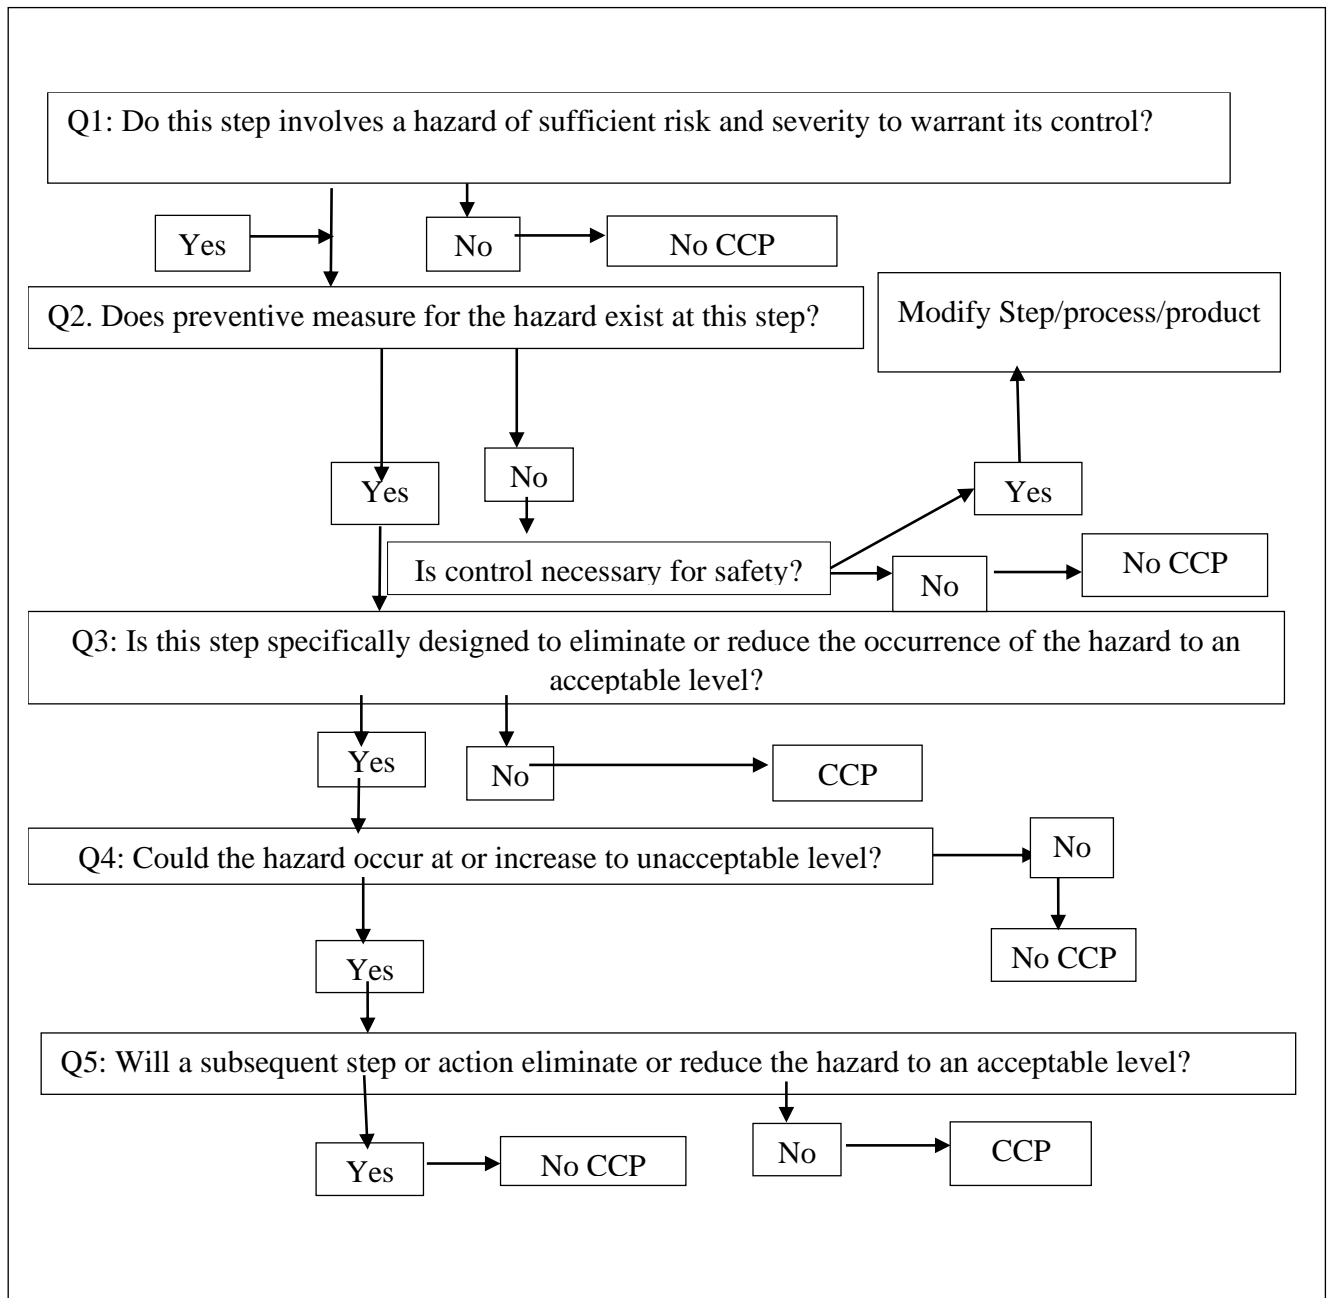 Q1: Do this step involves a hazard of sufficient risk and severity to warrant its control?
Yes
No
No CCP
Q2. Does preventive measure for the hazard exist at this step?
Modify Step/process/product
Yes
No
Yes
Is control necessary for safety?
No
No CCP
Q3: Is this step specifically designed to eliminate or reduce the occurrence of the hazard to an
acceptable level?
Yes
No
CCP
Q4: Could the hazard occur at or increase to unacceptable level?
No
No CCP
Yes
Q5: Will a subsequent step or action eliminate or reduce the hazard to an acceptable level?
Yes
No CCP
No
CCP